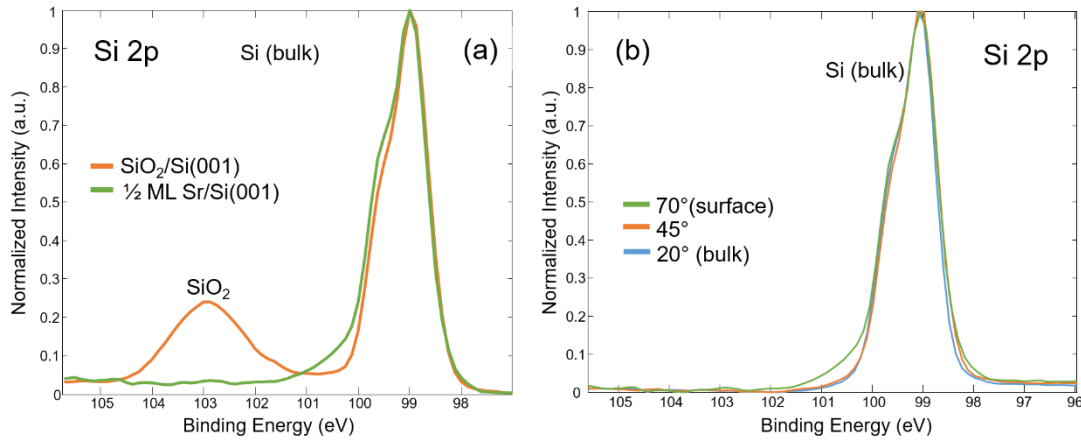 Si 2p
Si (bulk)
(a)
SiO₂/Si(001)
½ ML Sr/Si(001)
SiO₂
Normalized Intensity (a.u.)
1
0.9
0.8
0.7
0.6
0.5
0.4
0.3
0.2
0.1
0
105 104 103 102 101 100 99 98
Binding Energy (eV)
(b)
Si (bulk)
Si 2p
70°(surface)
45°
20° (bulk)
Normalized Intensity (a.u.)
1
0.9
0.8
0.7
0.6
0.5
0.4
0.3
0.2
0.1
0
105 104 103 102 101 100 99 98 97 96
Binding Energy (eV)